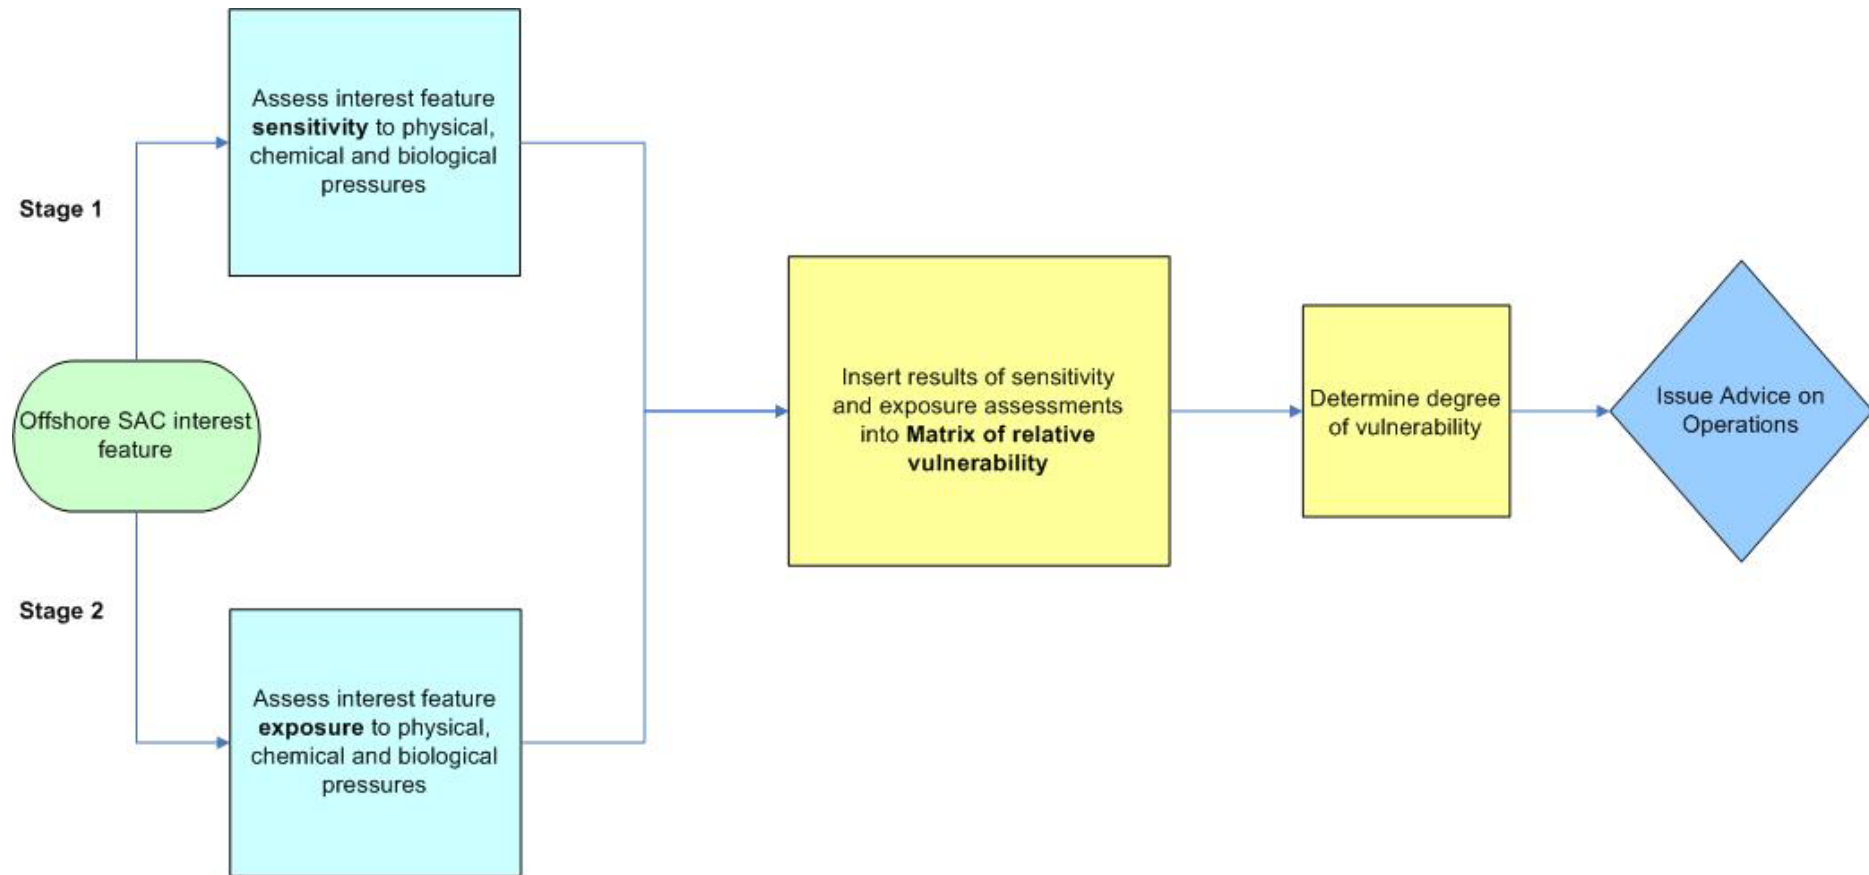 Assess interest feature
sensitivity to physical,
chemical and biological
pressures
Stage 1
Offshore SAC interest
feature
Stage 2
Assess interest feature
exposure to physical,
chemical and biological
pressures
Insert results of sensitivity
and exposure assessments
into Matrix of relative
vulnerability
Determine degree
of vulnerability
Issue Advice on
Operations